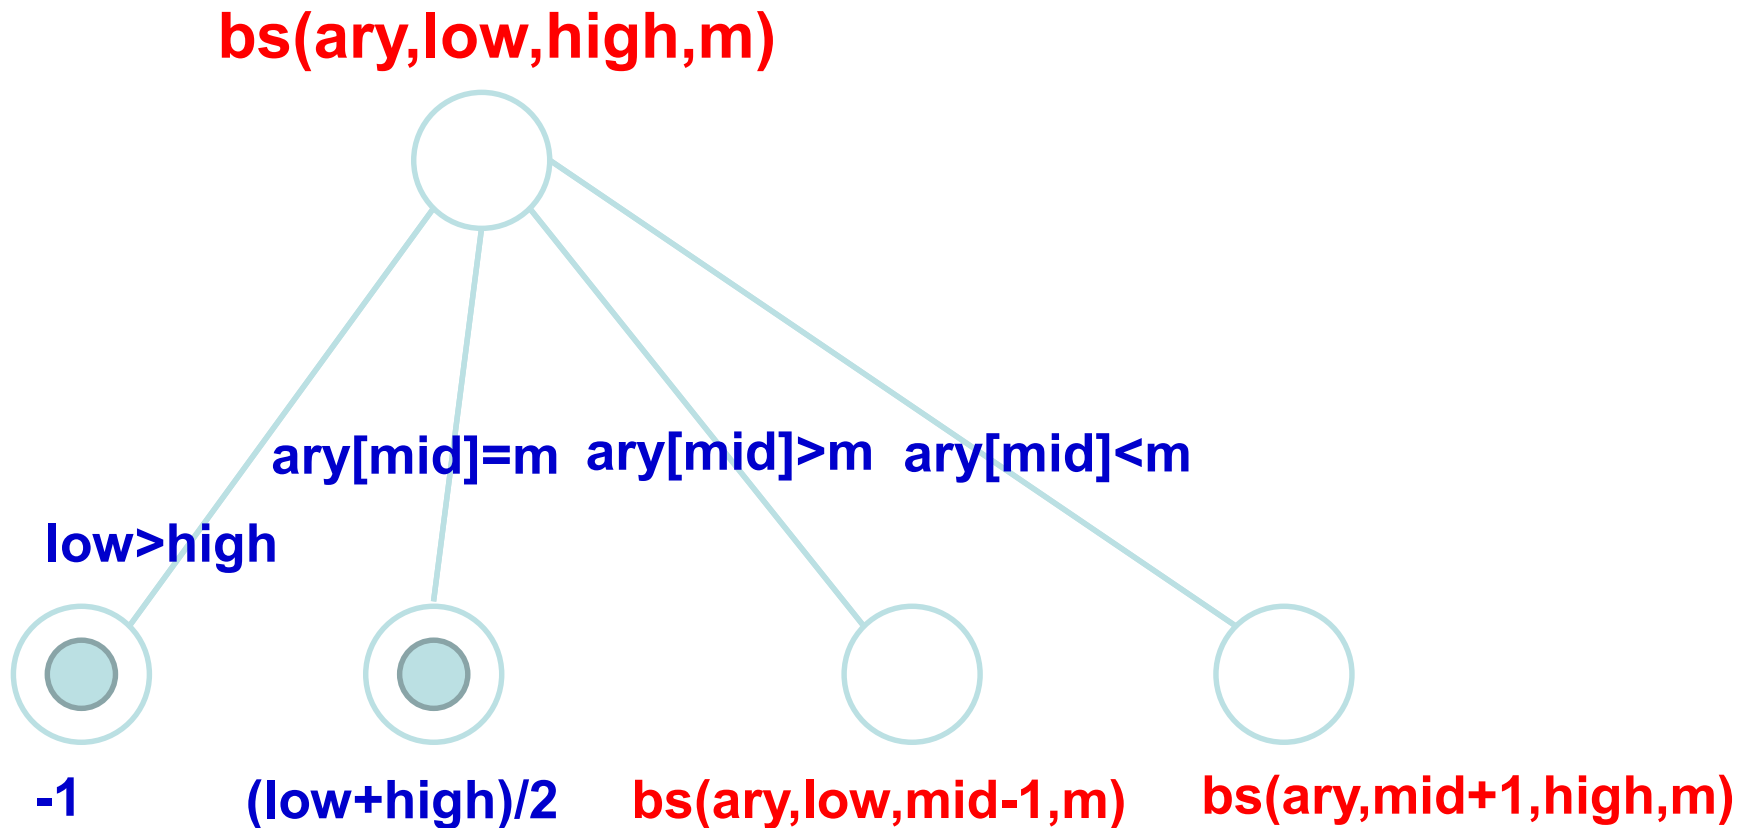 bs(ary,low,high,m)
ary[mid]=m
ary[mid]>m
ary[mid]<m
low>high
-1
(low+high)/2
bs(ary,low,mid-1,m)
bs(ary,mid+1,high,m)